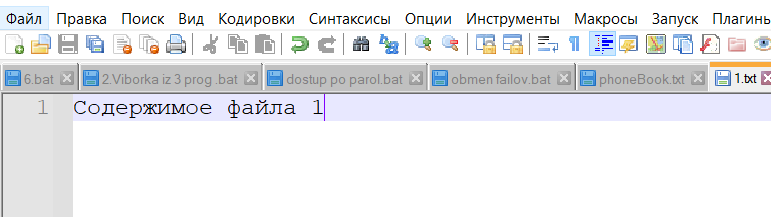 Файл Правка Поиск Вид Кодировки Синтаксисы Опции Инструменты Макросы Запуск Плагины
6.bat 2.Viborka iz 3 prog .bat dostup po parol.bat obmen failov.bat phoneBook.txt 1.txt
1 Содержимое файла 1